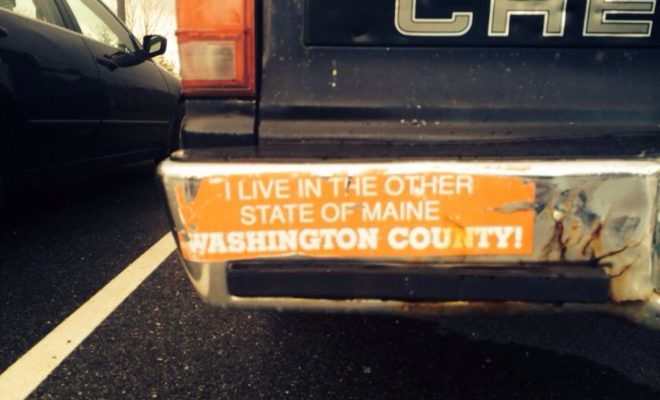 CHE
I LIVE IN THE OTHER
STATE OF MAINE
WASHINGTON COUNTY!